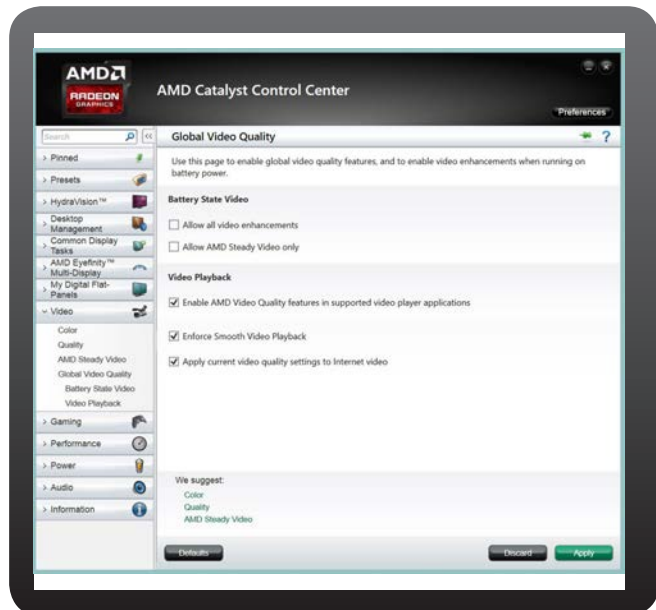 AMD
RADEON
GRAPHICS
AMD Catalyst Control Center
Preferences
Search
Global Video Quality
?
> Pinned
> Presets
> HydraVision™
> Desktop
Management
> Common Display
Tasks
> AMD Eyefinity™
Multi-Display
> My Digital Flat-
Panels
Video
Color
Quality
AMD Steady Video
Global Video Quality
Battery State Video
Video Playback
> Gaming
> Performance
> Power
> Audio
> Information
Use this page to enable global video quality features, and to enable video enhancements when running on
battery power.
Battery State Video
Allow all video enhancements
Allow AMD Steady Video only
Video Playback
Enable AMD Video Quality features in supported video player applications
Enforce Smooth Video Playback
Apply current video quality settings to Internet video
We suggest:
Color
Quality
AMD Steady Video
Defaults
Discard
Apply